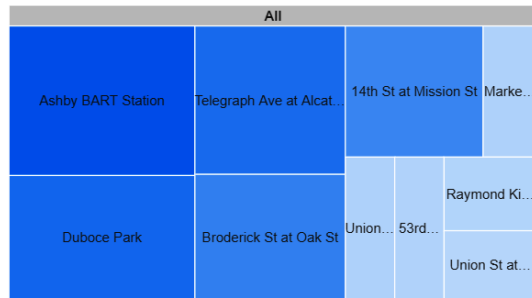 All
Ashby BART Station
Telegraph Ave at Alcat...
14th St at Mission St
Marke...
Duboce Park
Broderick St at Oak St
Union...
53rd...
Raymond Ki...
Union St at...